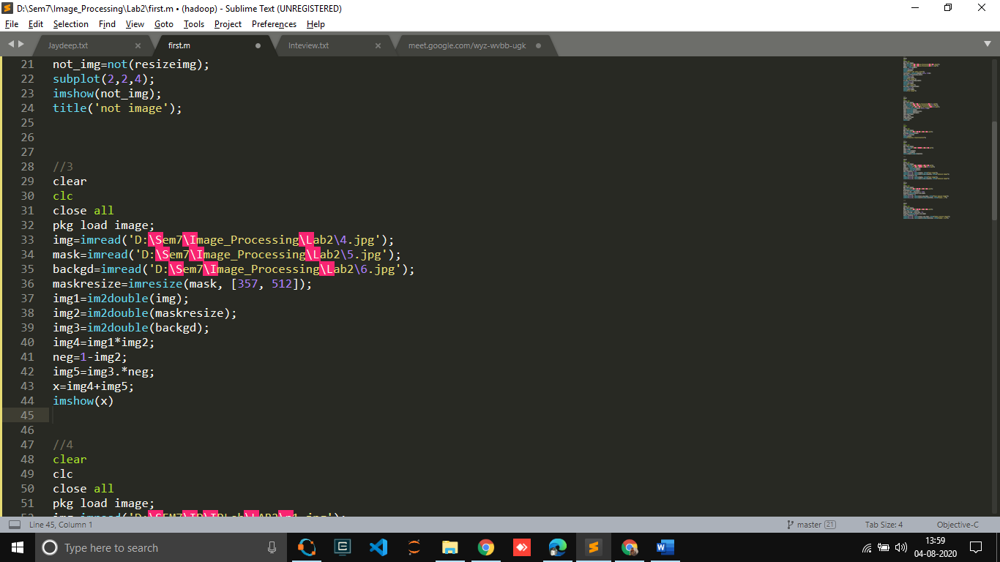 D:\Sem7\Image_Processing\Lab2\first.m • (hadoop) - Sublime Text (UNREGISTERED)
File Edit Selection Find View Goto Tools Project Preferences Help
Jaydeep.txt × first.m Inteview.txt × meet.google.com/wyz-wvbb-ugk
21 not_img=not(resizeimg);
22 subplot(2,2,4);
23 imshow(not_img);
24 title('not image');
25
26
27
28 //3
29 clear
30 clc
31 close all
32 pkg load image;
33 img=imread('D:\Sem7\Image_Processing\Lab2\4.jpg');
34 mask=imread('D:\Sem7\Image_Processing\Lab2\5.jpg');
35 backgd=imread('D:\Sem7\Image_Processing\Lab2\6.jpg');
36 maskresize=imresize(mask, [357, 512]);
37 img1=im2double(img);
38 img2=im2double(maskresize);
39 img3=im2double(backgd);
40 img4=img1*img2;
41 neg=1-img2;
42 img5=img3.*neg;
43 x=img4+img5;
44 imshow(x)
45
46
47 //4
48 clear
49 clc
50 close all
51 pkg load image;
Line 45, Column 1 master 21 Tab Size: 4 Objective-C
Type here to search
13:59
04-08-2020